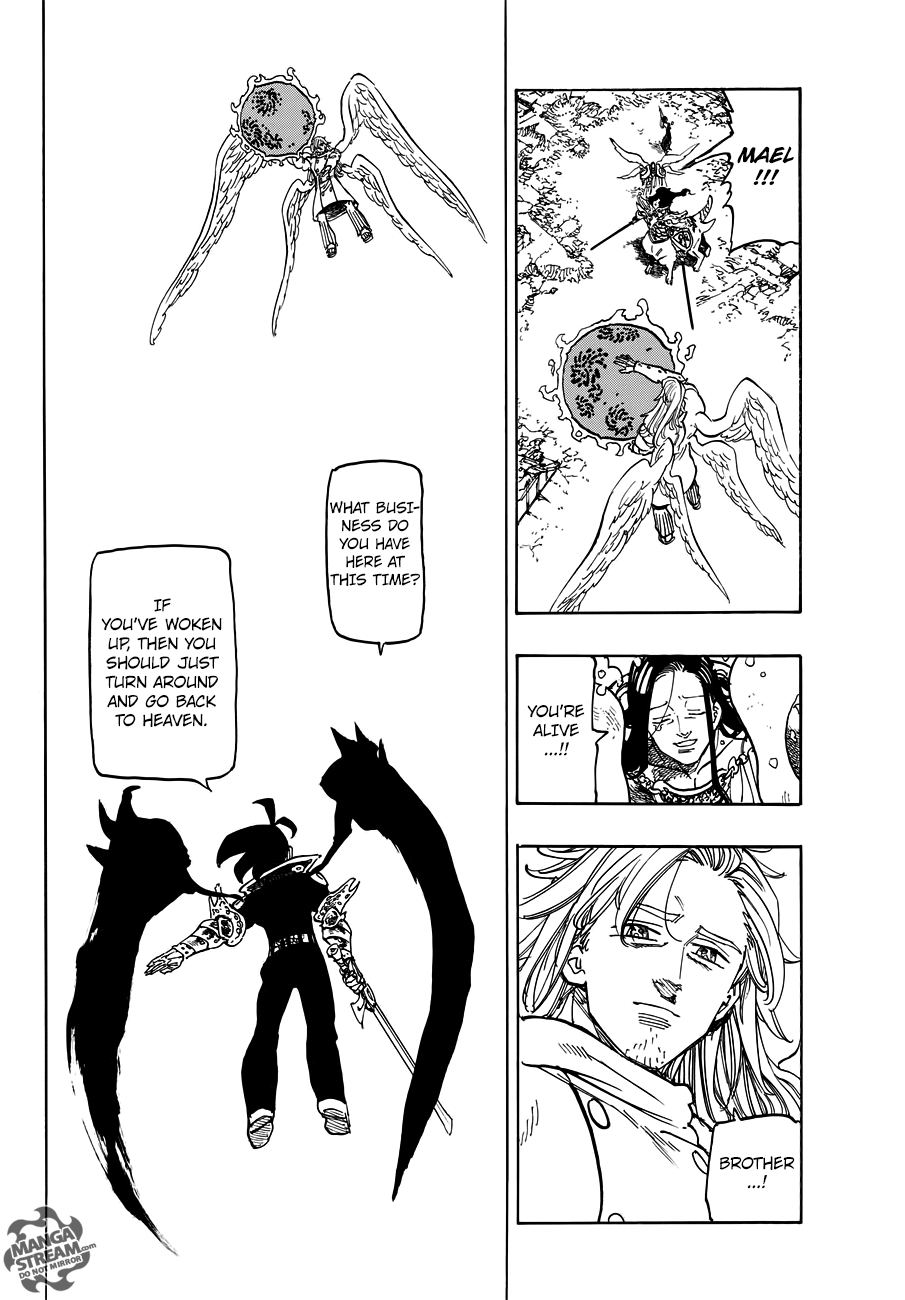 MAEL
!!!
YOU'RE
ALIVE
...!!
BROTHER
...!
WHAT BUSI-
NESS DO
YOU HAVE
HERE AT
THIS TIME?
IF
YOU'VE WOKEN
UP, THEN YOU
SHOULD JUST
TURN AROUND
AND GO BACK
TO HEAVEN.
MANGA
STREAM.com
DO NOT MIRROR